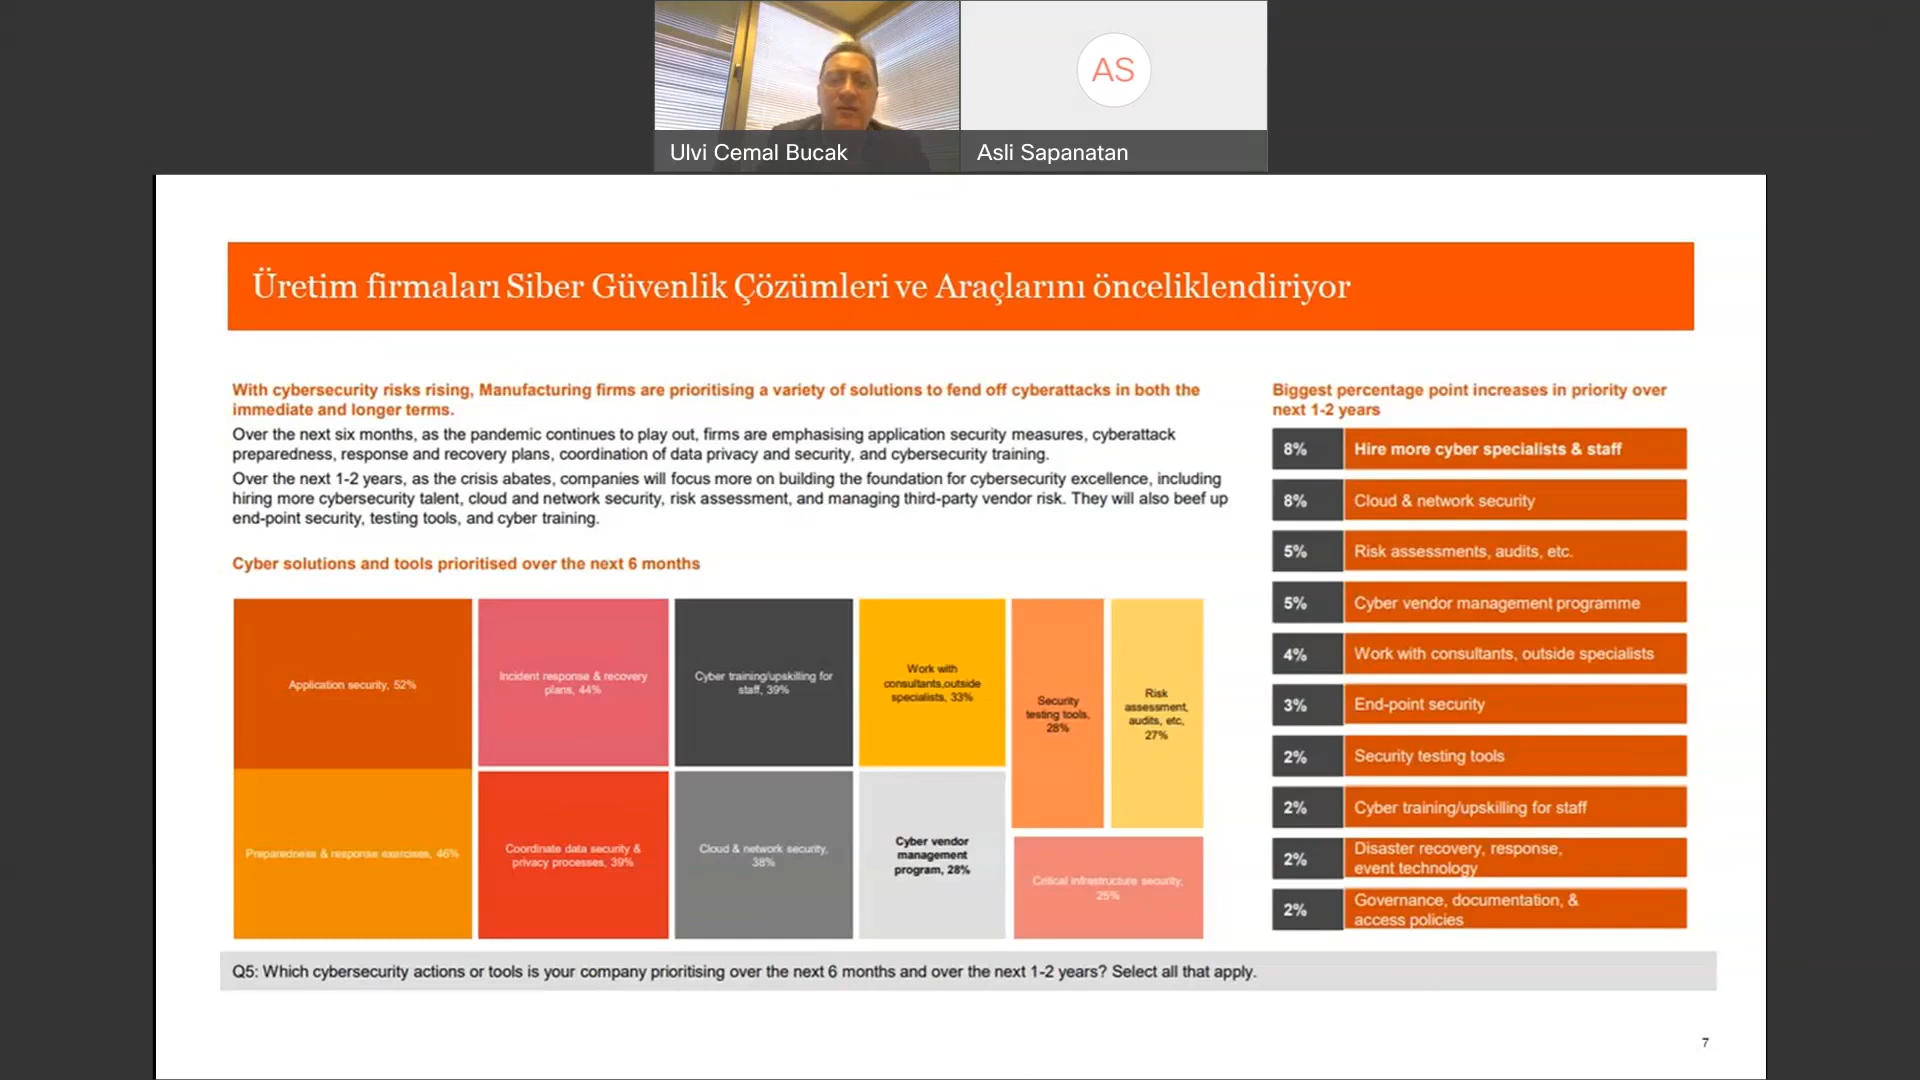 AS
Ulvi Cemal Bucak
Asli Sapanatan
Üretim firmaları Siber Güvenlik Çözümleri ve Araçlarını önceliklendiriyor
With cybersecurity risks rising, Manufacturing firms are prioritising a variety of solutions to fend off cyberattacks in both the
immediate and longer terms.
Over the next six months, as the pandemic continues to play out, firms are emphasising application security measures, cyberattack
preparedness, response and recovery plans, coordination of data privacy and security, and cybersecurity training.
Over the next 1-2 years, as the crisis abates, companies will focus more on building the foundation for cybersecurity excellence, including
hiring more cybersecurity talent, cloud and network security, risk assessment, and managing third-party vendor risk. They will also beef up
end-point security, testing tools, and cyber training.
Cyber solutions and tools prioritised over the next 6 months
Application security, 52%
Preparedness & response exercises, 46%
Incident response & recovery
plans, 44%
Coordinate data security &
privacy processes, 39%
Cyber training/upskilling for
staff, 39%
Cloud & network security,
38%
Work with
consultants,outside
specialists, 33%
Cyber vendor
management
program, 28%
Security
testing tools,
28%
Risk
assessment,
audits, etc,
27%
Critical infrastructure security,
25%
Biggest percentage point increases in priority over
next 1-2 years
8% Hire more cyber specialists & staff
8% Cloud & network security
5% Risk assessments, audits, etc.
5% Cyber vendor management programme
4% Work with consultants, outside specialists
3% End-point security
2% Security testing tools
2% Cyber training/upskilling for staff
2% Disaster recovery, response,
event technology
2% Governance, documentation, &
access policies
Q5: Which cybersecurity actions or tools is your company prioritising over the next 6 months and over the next 1-2 years? Select all that apply.
7